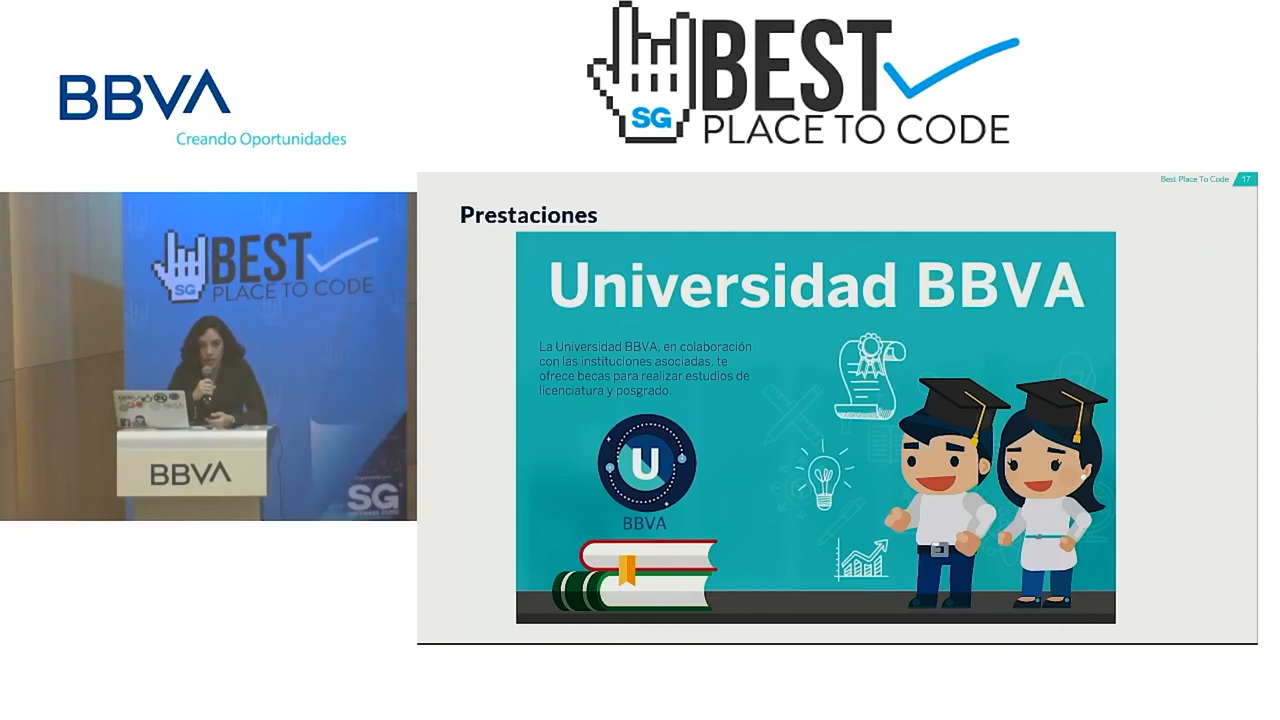 BBVA
Creando Oportunidades
SG
BEST
PLACE TO CODE
SG
BEST
PLACE TO CODE
BBVA
SG
Best Place To Code 17
Prestaciones
Universidad BBVA
La Universidad BBVA, en colaboración
con las instituciones asociadas, te
ofrece becas para realizar estudios de
licenciatura y posgrado.
U
BBVA